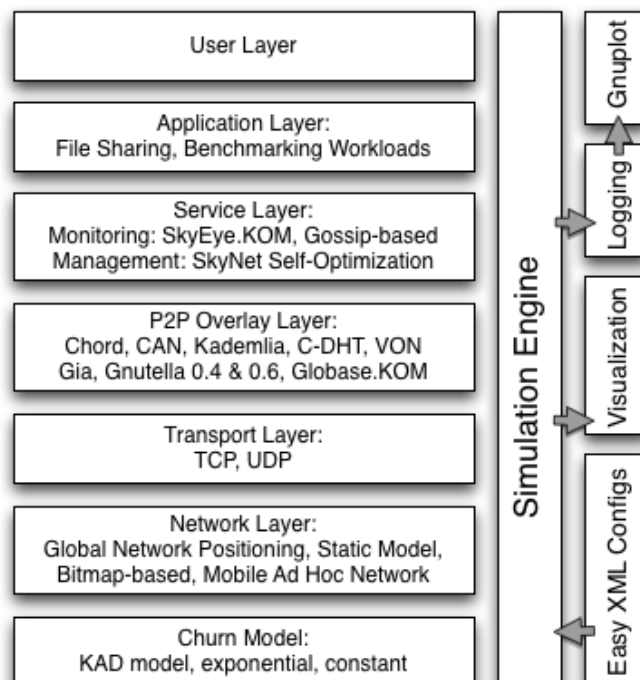 User Layer
Application Layer:
File Sharing, Benchmarking Workloads
Service Layer:
Monitoring: SkyEye.KOM, Gossip-based
Management: SkyNet Self-Optimization
P2P Overlay Layer:
Chord, CAN, Kademlia, C-DHT, VON
Gia, Gnutella 0.4 & 0.6, Globase.KOM
Transport Layer:
TCP, UDP
Network Layer:
Global Network Positioning, Static Model,
Bitmap-based, Mobile Ad Hoc Network
Churn Model:
KAD model, exponential, constant
Simulation Engine
Gnuplot
Logging
Visualization
Easy XML Configs